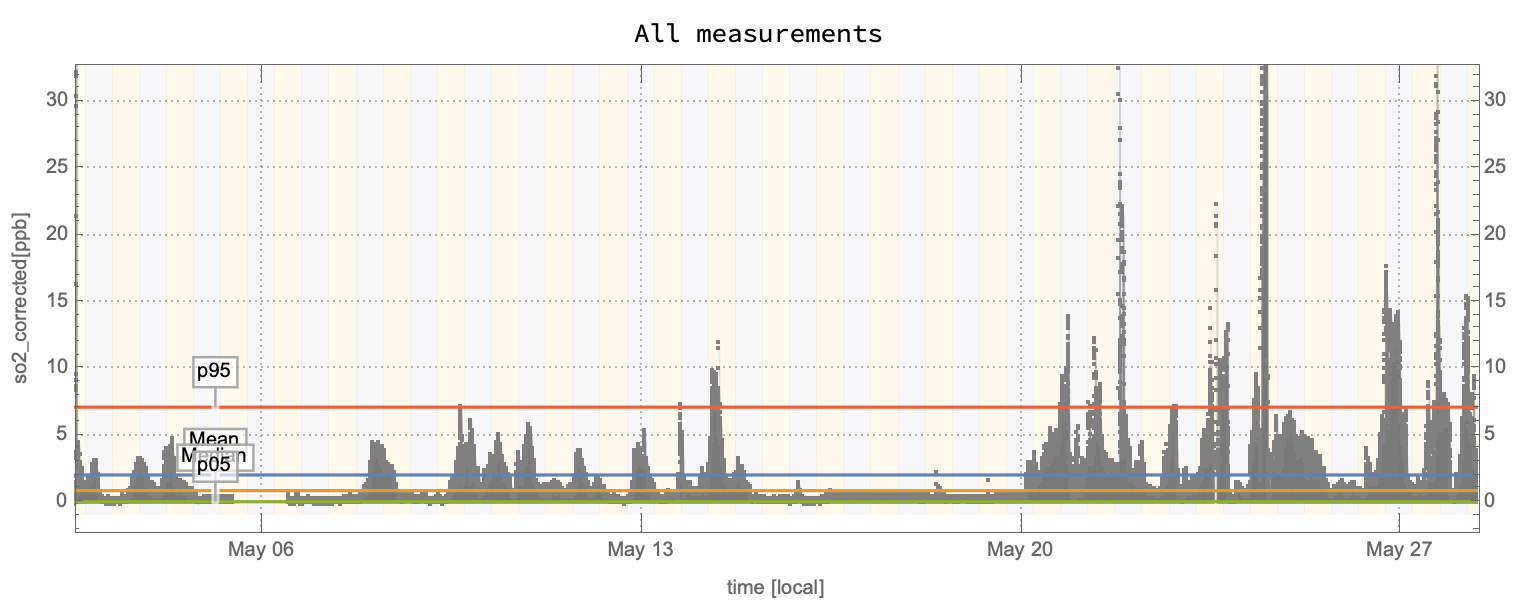 All measurements
so2_corrected[ppb]
30
25
20
15
10
5
0
30
25
20
15
10
5
0
p95
Mean
Median
p05
May 06
May 13
May 20
May 27
time [local]